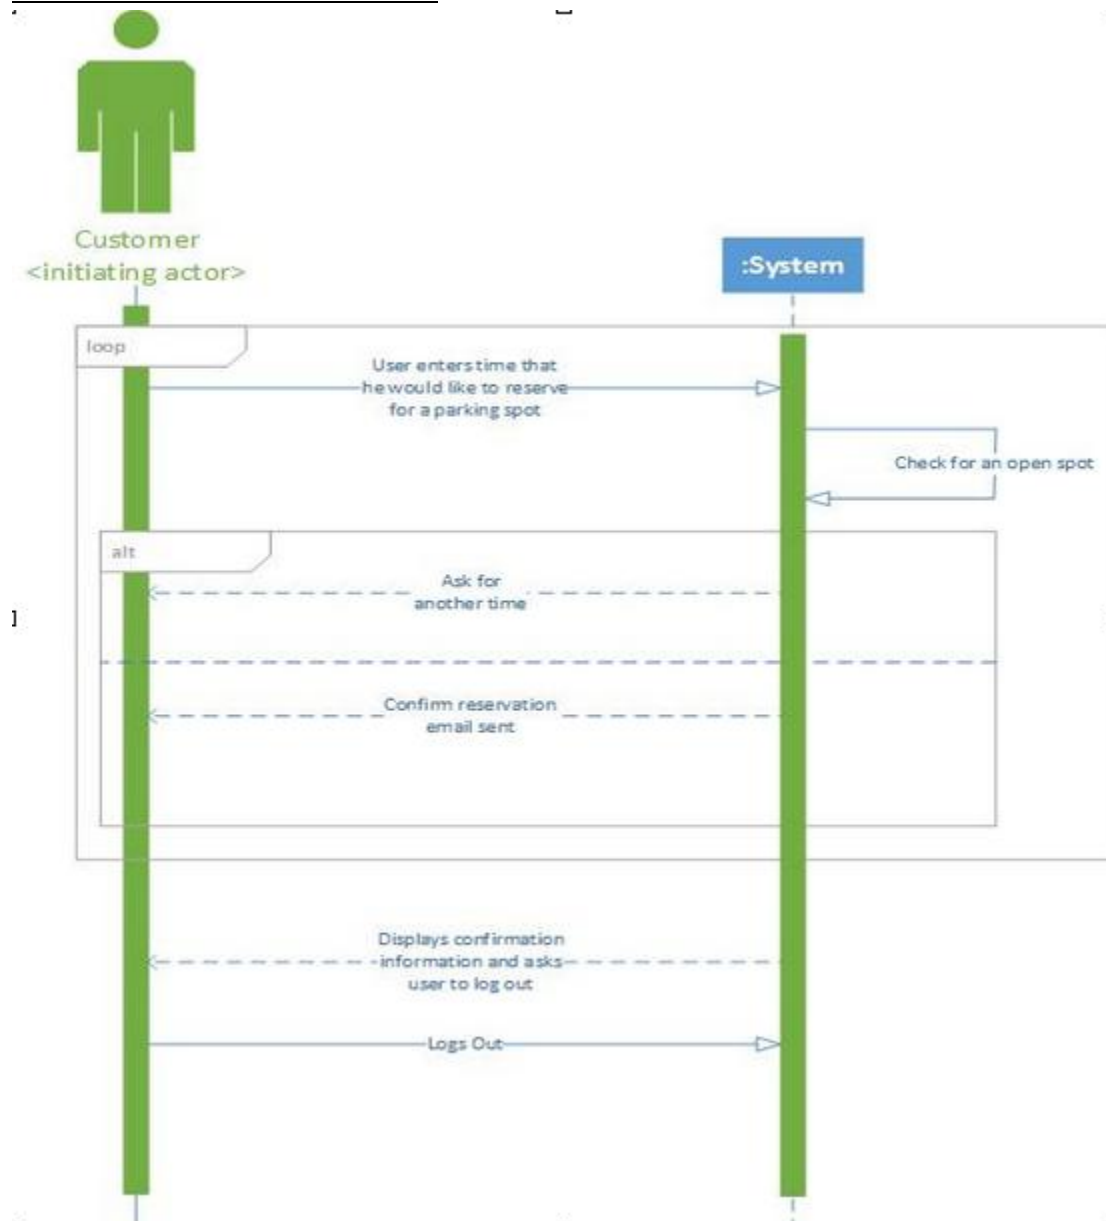 Customer
<initiating actor>
:System
loop
User enters time that
he would like to reserve
for a parking spot
Check for an open spot
alt
Ask for
another time
Confirm reservation
email sent
Displays confirmation
information and asks
user to log out
Logs Out